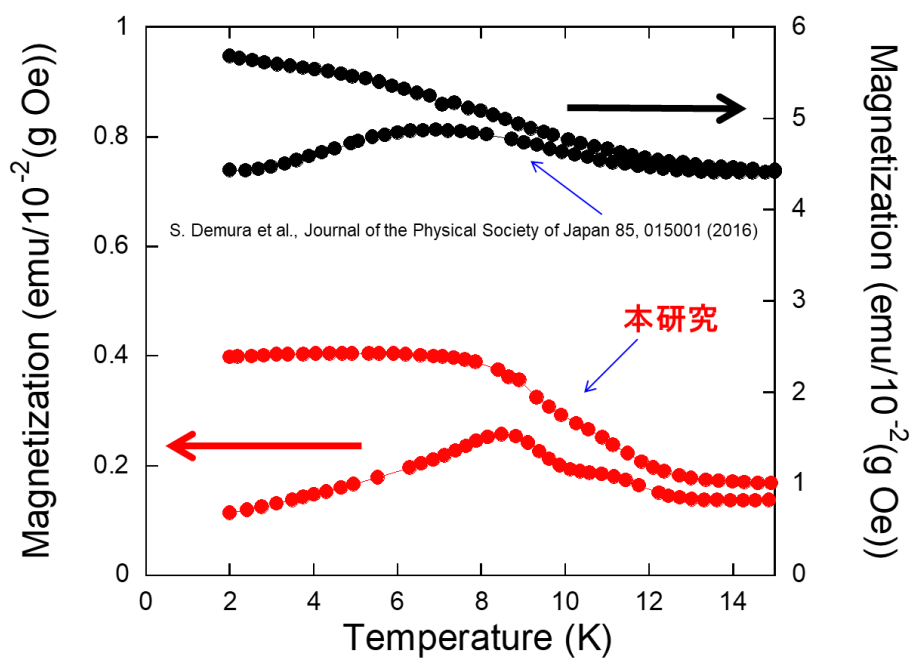 Magnetization (emu/10^-2(g Oe))
1
0.8
0.6
0.4
0.2
0
6
5
4
3
2
1
0
Magnetization (emu/10^-2(g Oe))
S. Demura et al., Journal of the Physical Society of Japan 85, 015001 (2016)
本研究
0 2 4 6 8 10 12 14
Temperature (K)